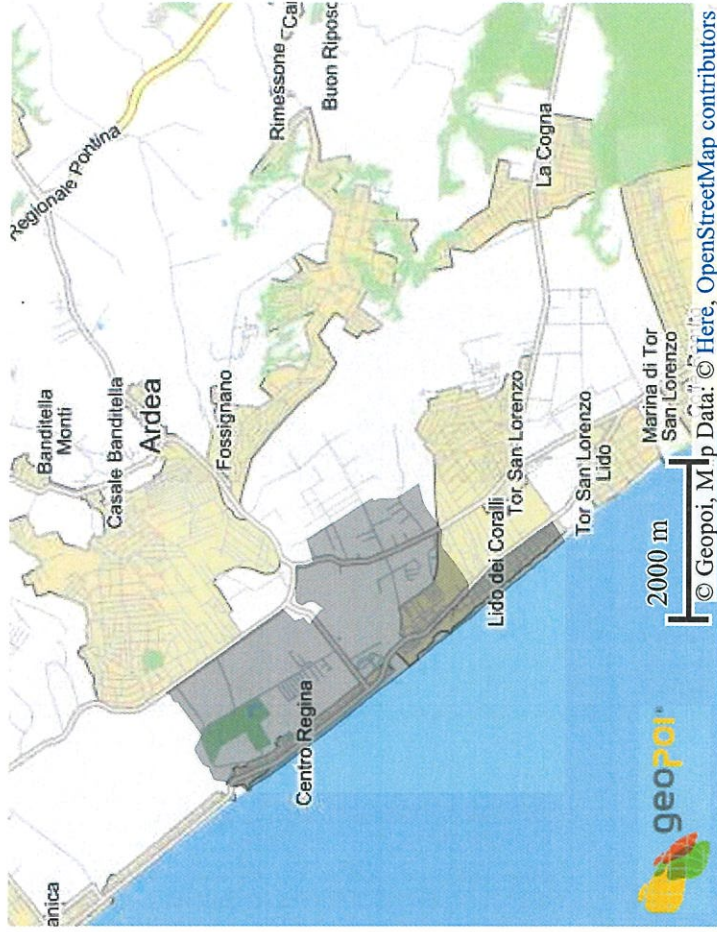 Regionale Pontina
Rimessone
Buon Riposo
Banditella
Monti
Casale Banditella
Ardea
Fossignano
La Cogna
Centro Regina
Lido dei Coralli
Tor San Lorenzo
Tor San Lorenzo
Lido
Marina di Tor
San Lorenzo
anica
2000 m
geopoi
© Geopoi, Map Data: © Here, OpenStreetMap contributors